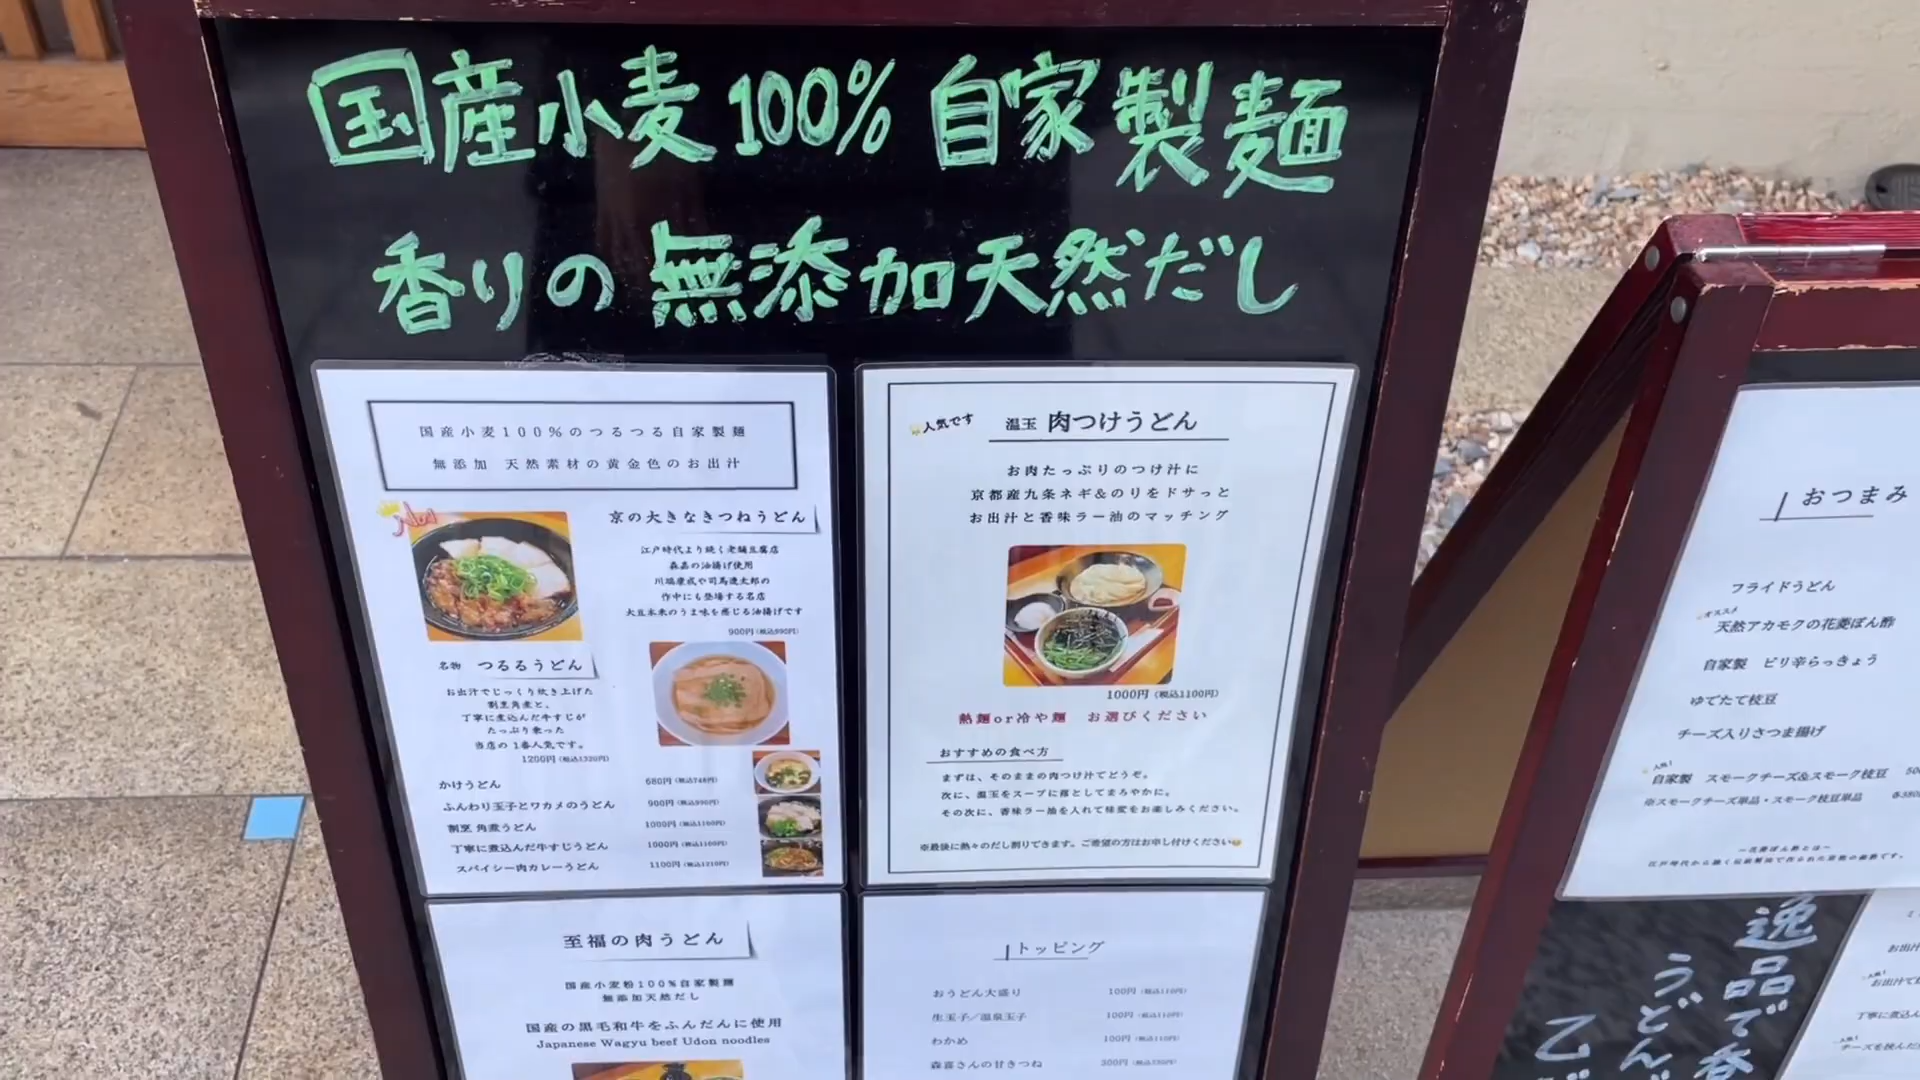 国産小麦100% 自家製麺
香りの無添加天然だし
国産小麦100%のつるつる自家製麺
無添加 天然素材の黄金色のお出汁
No1
京の大きなきつねうどん
江戸時代より続く老舗豆腐店
森嘉の油揚げ使用
川端康成や司馬遼太郎の
作中にも登場する名店
大豆本来のうま味を感じる油揚げです
900円(税込990円)
名物 つるるうどん
お出汁でじっくり炊き上げた
割烹角煮と、
丁寧に煮込んだ牛すじが
たっぷり乗った
当店の1番人気です。
1200円(税込1320円)
かけうどん 680円(税込748円)
ふんわり玉子とワカメのうどん 900円(税込990円)
割烹 角煮うどん 1000円
丁寧に煮込んだ牛すじうどん 1000円(税込1100円)
スパイシー肉カレーうどん 1100円(税込1210円)
人気です
温玉 肉つけうどん
お肉たっぷりのつけ汁に
京都産九条ネギ&のりをドサっと
お出汁と香味ラー油のマッチング
1000円(税込1100円)
熱麺or冷や麺 お選びください
おすすめの食べ方
まずは、そのままの肉つけ汁でどうぞ。
次に、温玉をスープに落としてまろやかに。
その次に、香味ラー油を入れて味変をお楽しみください。
※最後に熱々のだし割りできます。ご希望の方はお申し付けください
至福の肉うどん
国産小麦粉100%自家製麺
無添加天然だし
国産の黒毛和牛をふんだんに使用
Japanese Wagyu beef Udon noodles
トッピング
おうどん大盛り 100円(税込110円)
生玉子/温泉玉子 100円(税込110円)
わかめ 100円(税込110円)
森嘉さんの甘きつね 300円(税込330円)
おつまみ
フライドうどん
オススメ
天然アカモクの花菱ぽん酢
自家製 ピリ辛らっきょう
ゆでたて枝豆
チーズ入りさつま揚げ
人気!
自家製 スモークチーズ&スモーク枝豆
※スモークチーズ単品・スモーク枝豆単品
~花菱ぽん酢とは~
逸品で呑
うどん